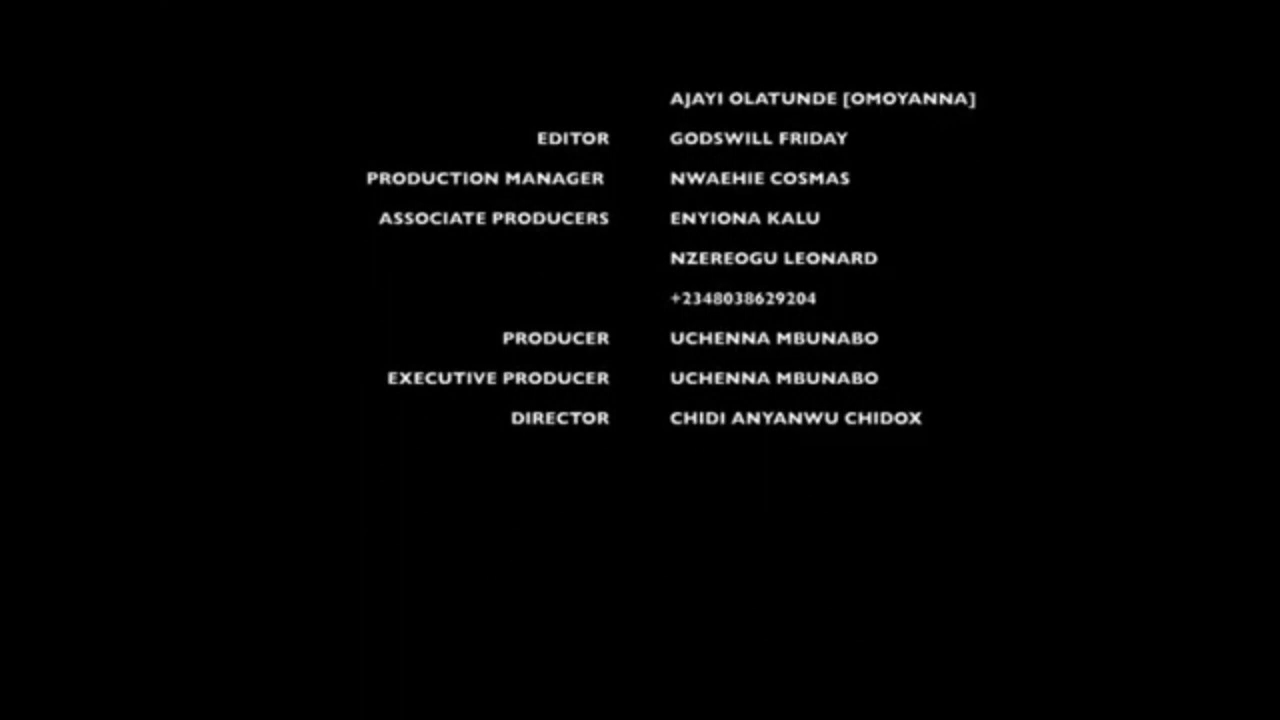 AJAYI OLATUNDE [OMOYANNA]
EDITOR GODSWILL FRIDAY
PRODUCTION MANAGER NWAEHIE COSMAS
ASSOCIATE PRODUCERS ENYIONA KALU
NZEREOGU LEONARD
+2348038629204
PRODUCER UCHENNA MBUNABO
EXECUTIVE PRODUCER UCHENNA MBUNABO
DIRECTOR CHIDI ANYANWU CHIDOX